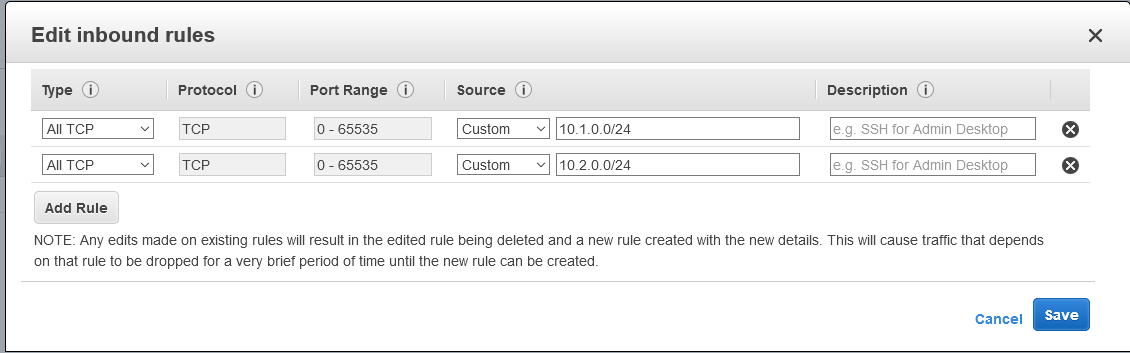 Edit inbound rules
Type Protocol Port Range Source Description
All TCP TCP 0 - 65535 Custom 10.1.0.0/24 e.g. SSH for Admin Desktop
All TCP TCP 0 - 65535 Custom 10.2.0.0/24 e.g. SSH for Admin Desktop
Add Rule
NOTE: Any edits made on existing rules will result in the edited rule being deleted and a new rule created with the new details. This will cause traffic that depends
on that rule to be dropped for a very brief period of time until the new rule can be created.
Cancel Save